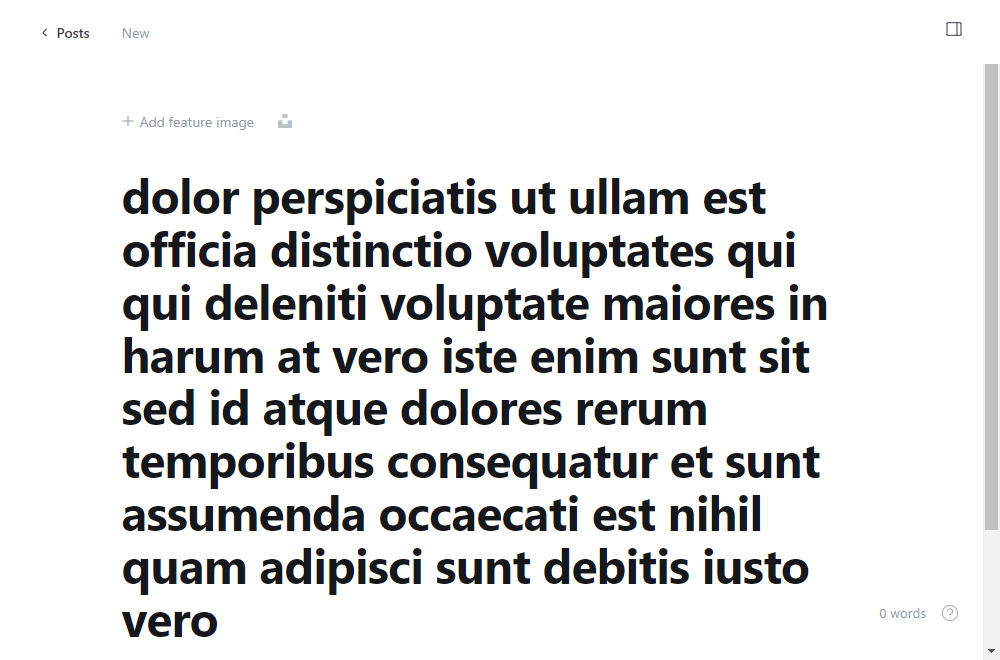 Posts
New
Add feature image
dolor perspiciatis ut ullam est
officia distinctio voluptates qui
qui deleniti voluptate maiores in
harum at vero iste enim sunt sit
sed id atque dolores rerum
temporibus consequatur et sunt
assumenda occaecati est nihil
quam adipisci sunt debitis iusto
vero
0 words